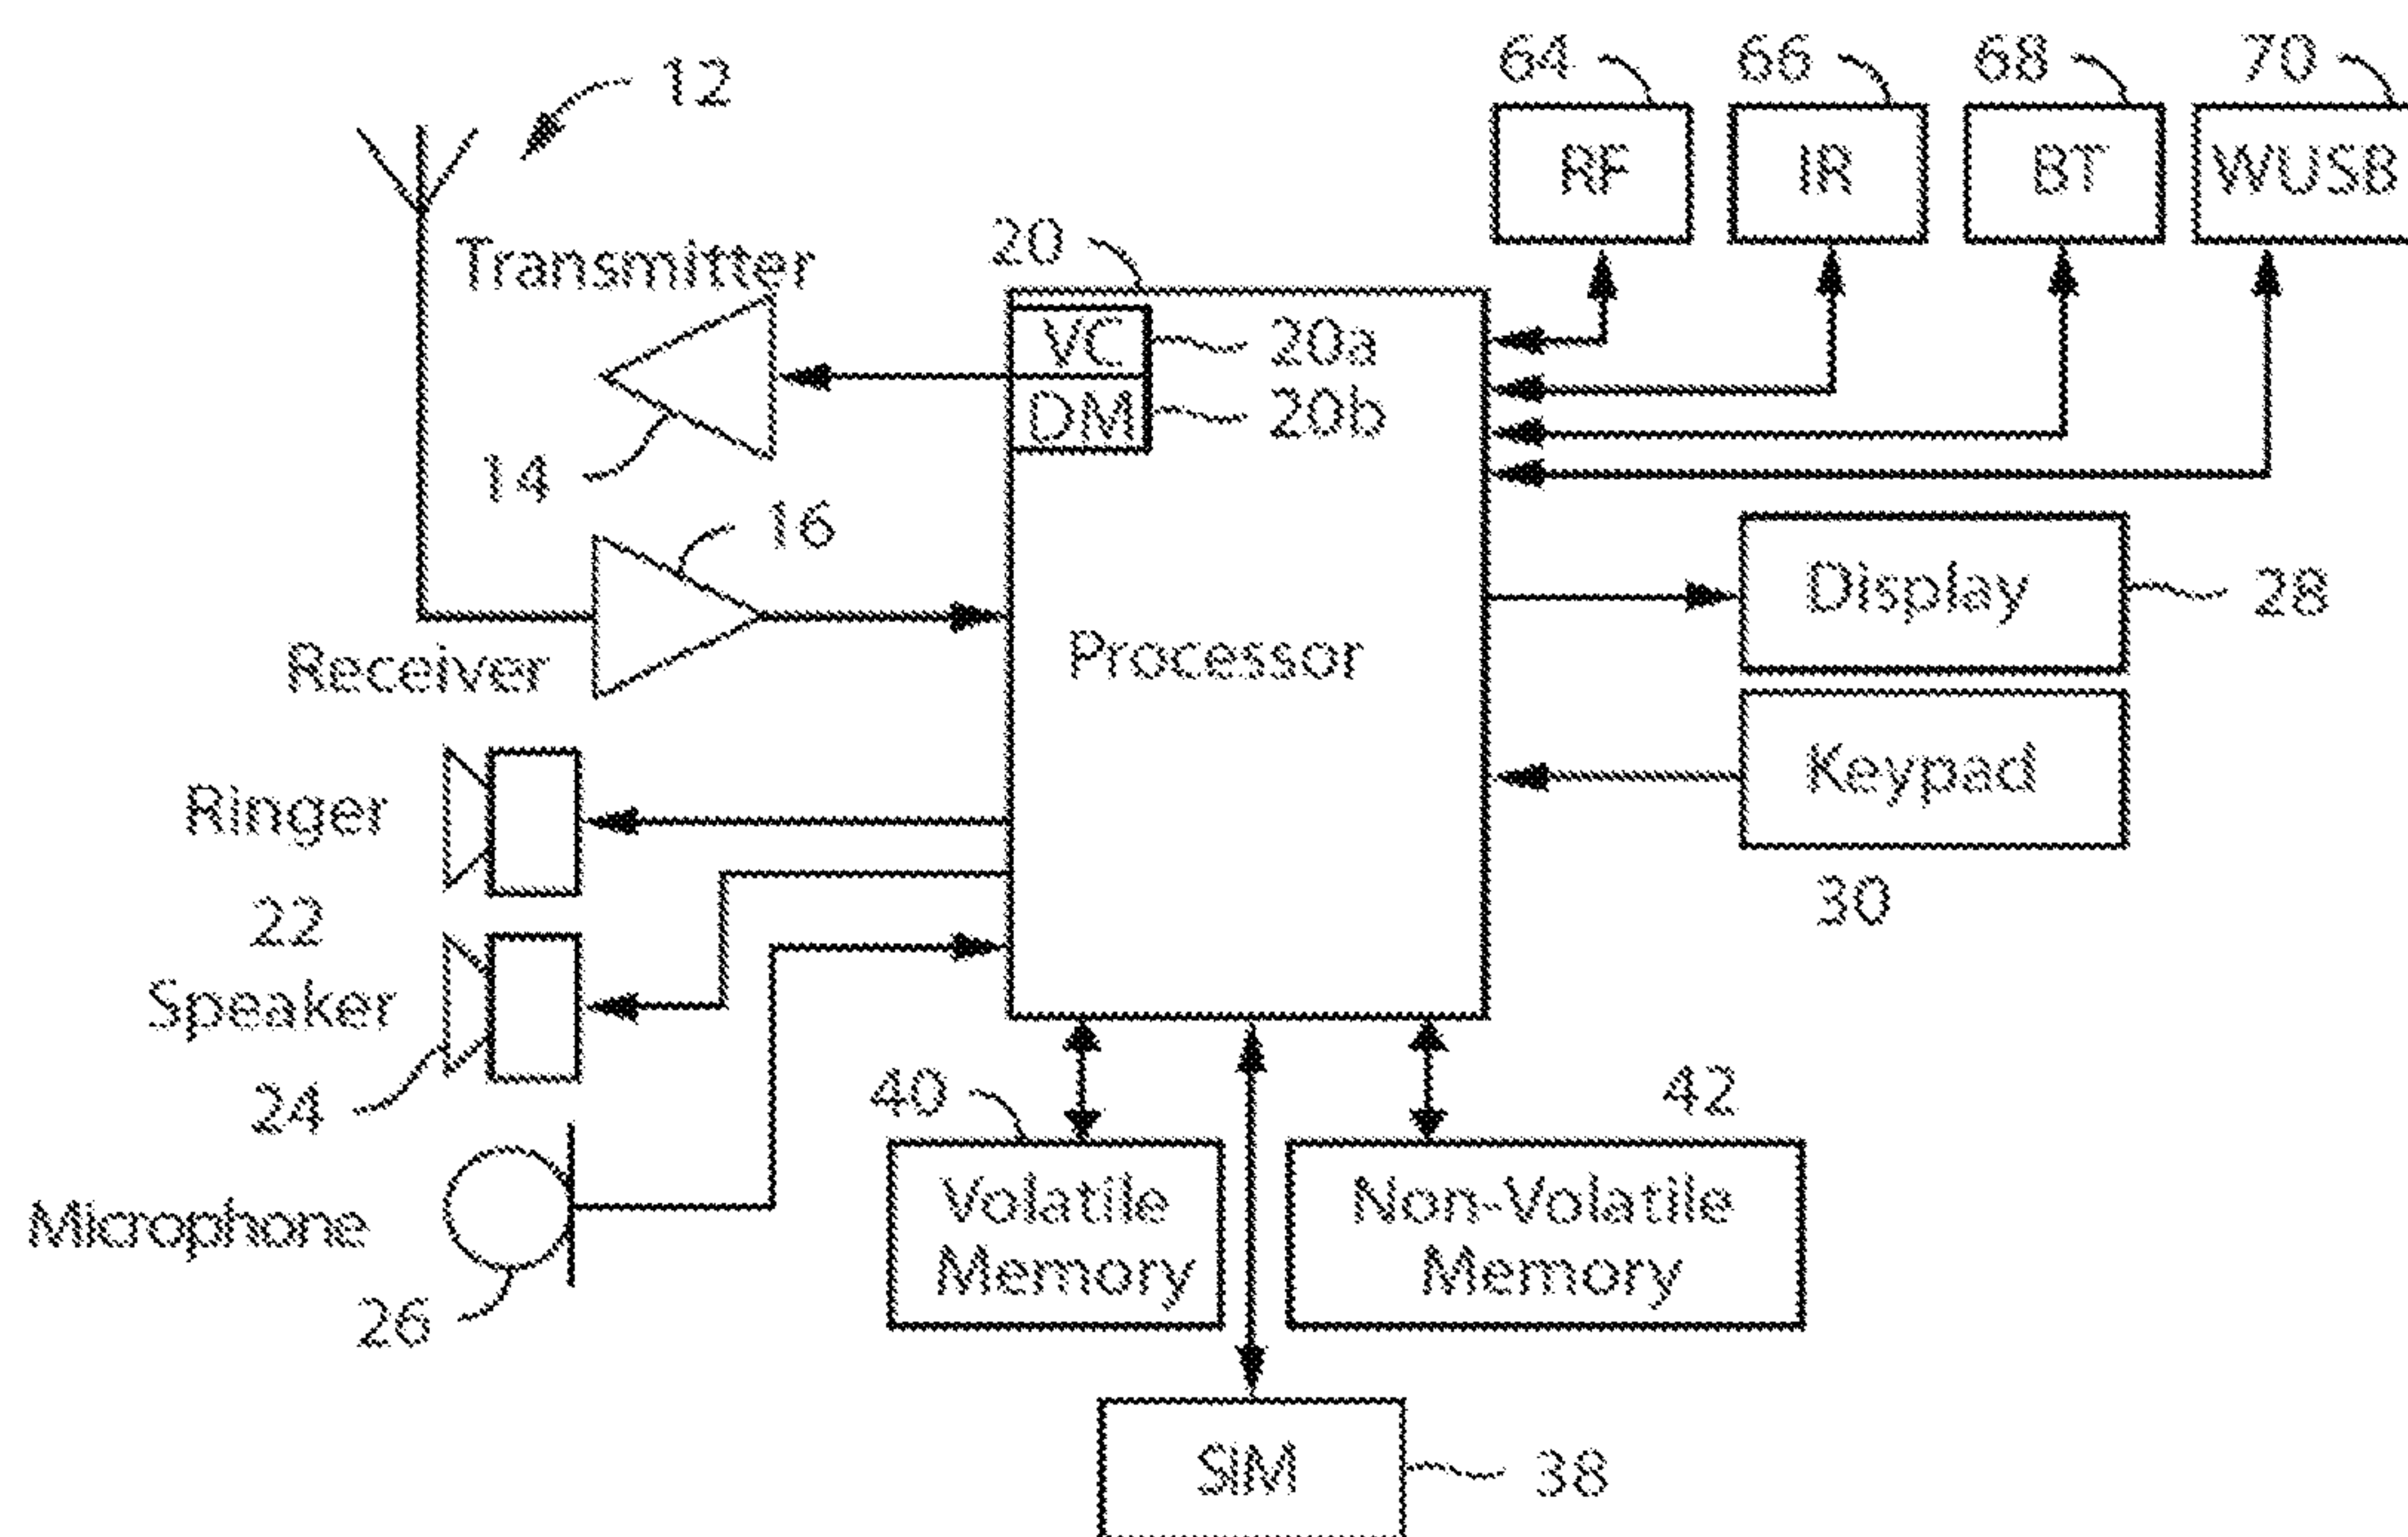 12
64
66
68
70
RF
IR
BT
WUSB
Transmitter
20
VC
20a
DM
20b
14
16
Display
28
Receiver
Processor
Keypad
30
Ringer
22
Speaker
24
40
42
Volatile
Memory
Non-Volatile
Memory
Microphone
26
SIM
38